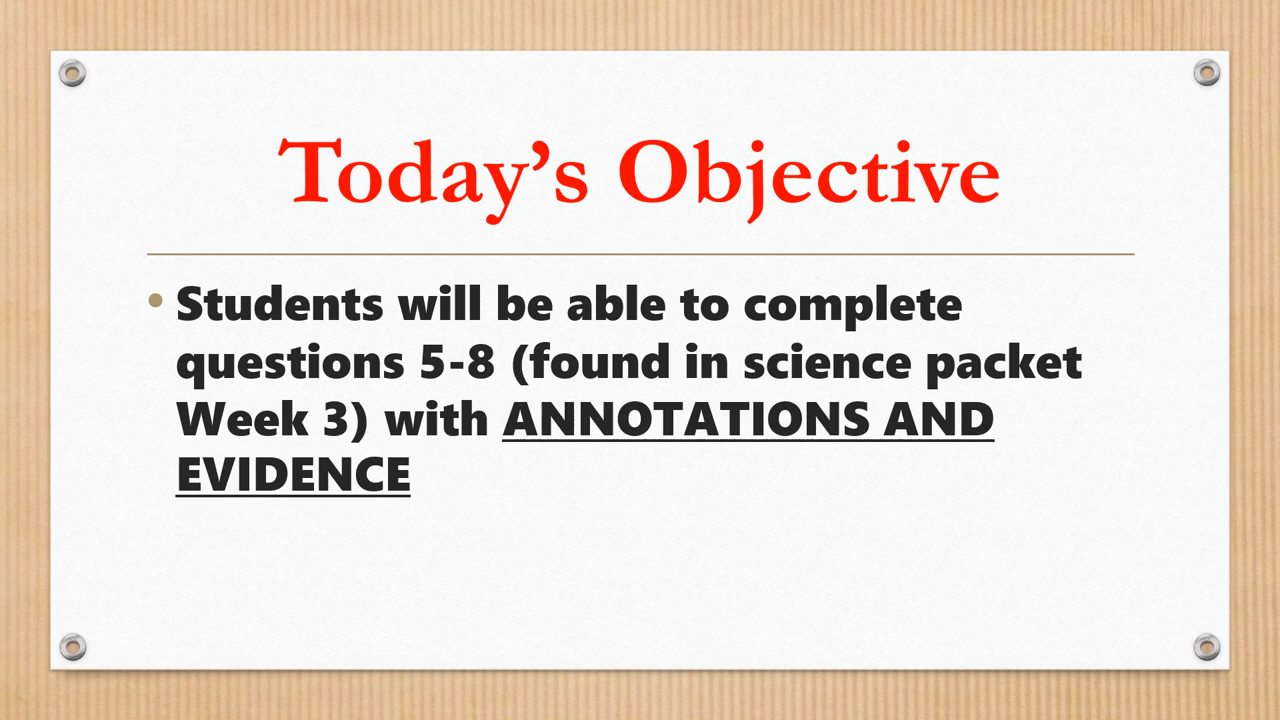 Today’s Objective
• Students will be able to complete
questions 5-8 (found in science packet
Week 3) with ANNOTATIONS AND
EVIDENCE